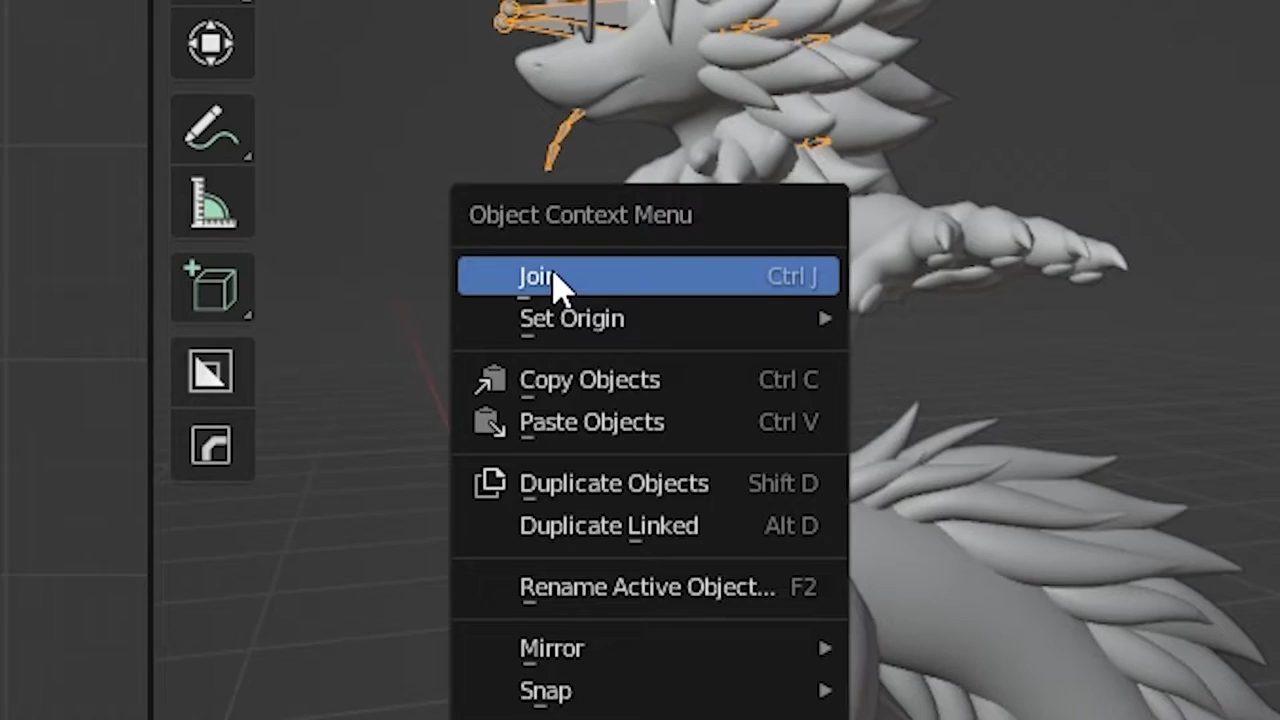 Object Context Menu
Join Ctrl J
Set Origin
Copy Objects Ctrl C
Paste Objects Ctrl V
Duplicate Objects Shift D
Duplicate Linked Alt D
Rename Active Object... F2
Mirror
Snap